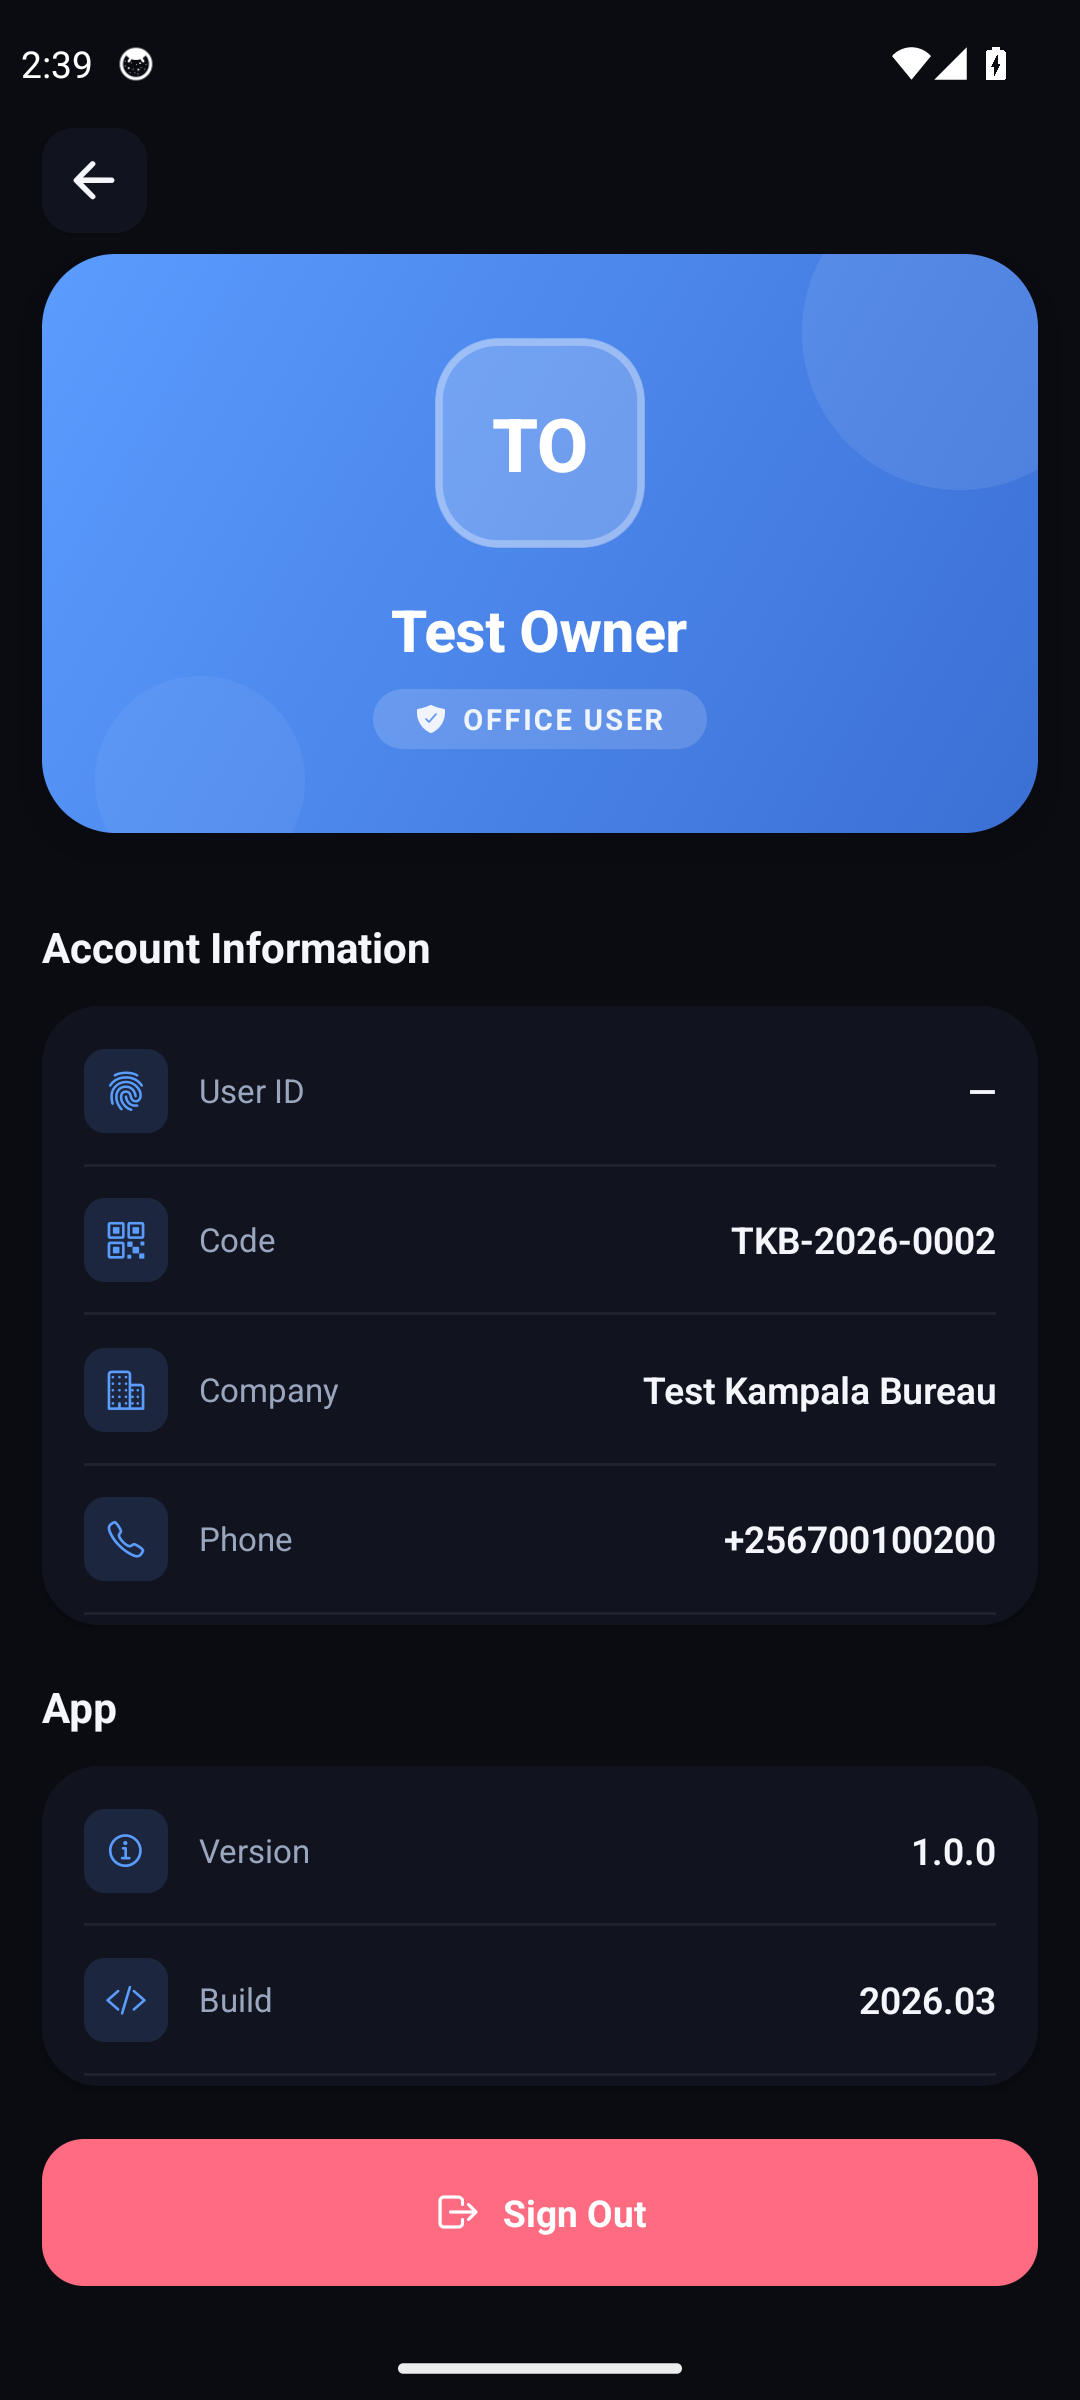 2:39
TO
Test Owner
OFFICE USER
Account Information
User ID –
Code TKB-2026-0002
Company Test Kampala Bureau
Phone +256700100200
App
Version 1.0.0
Build 2026.03
Sign Out